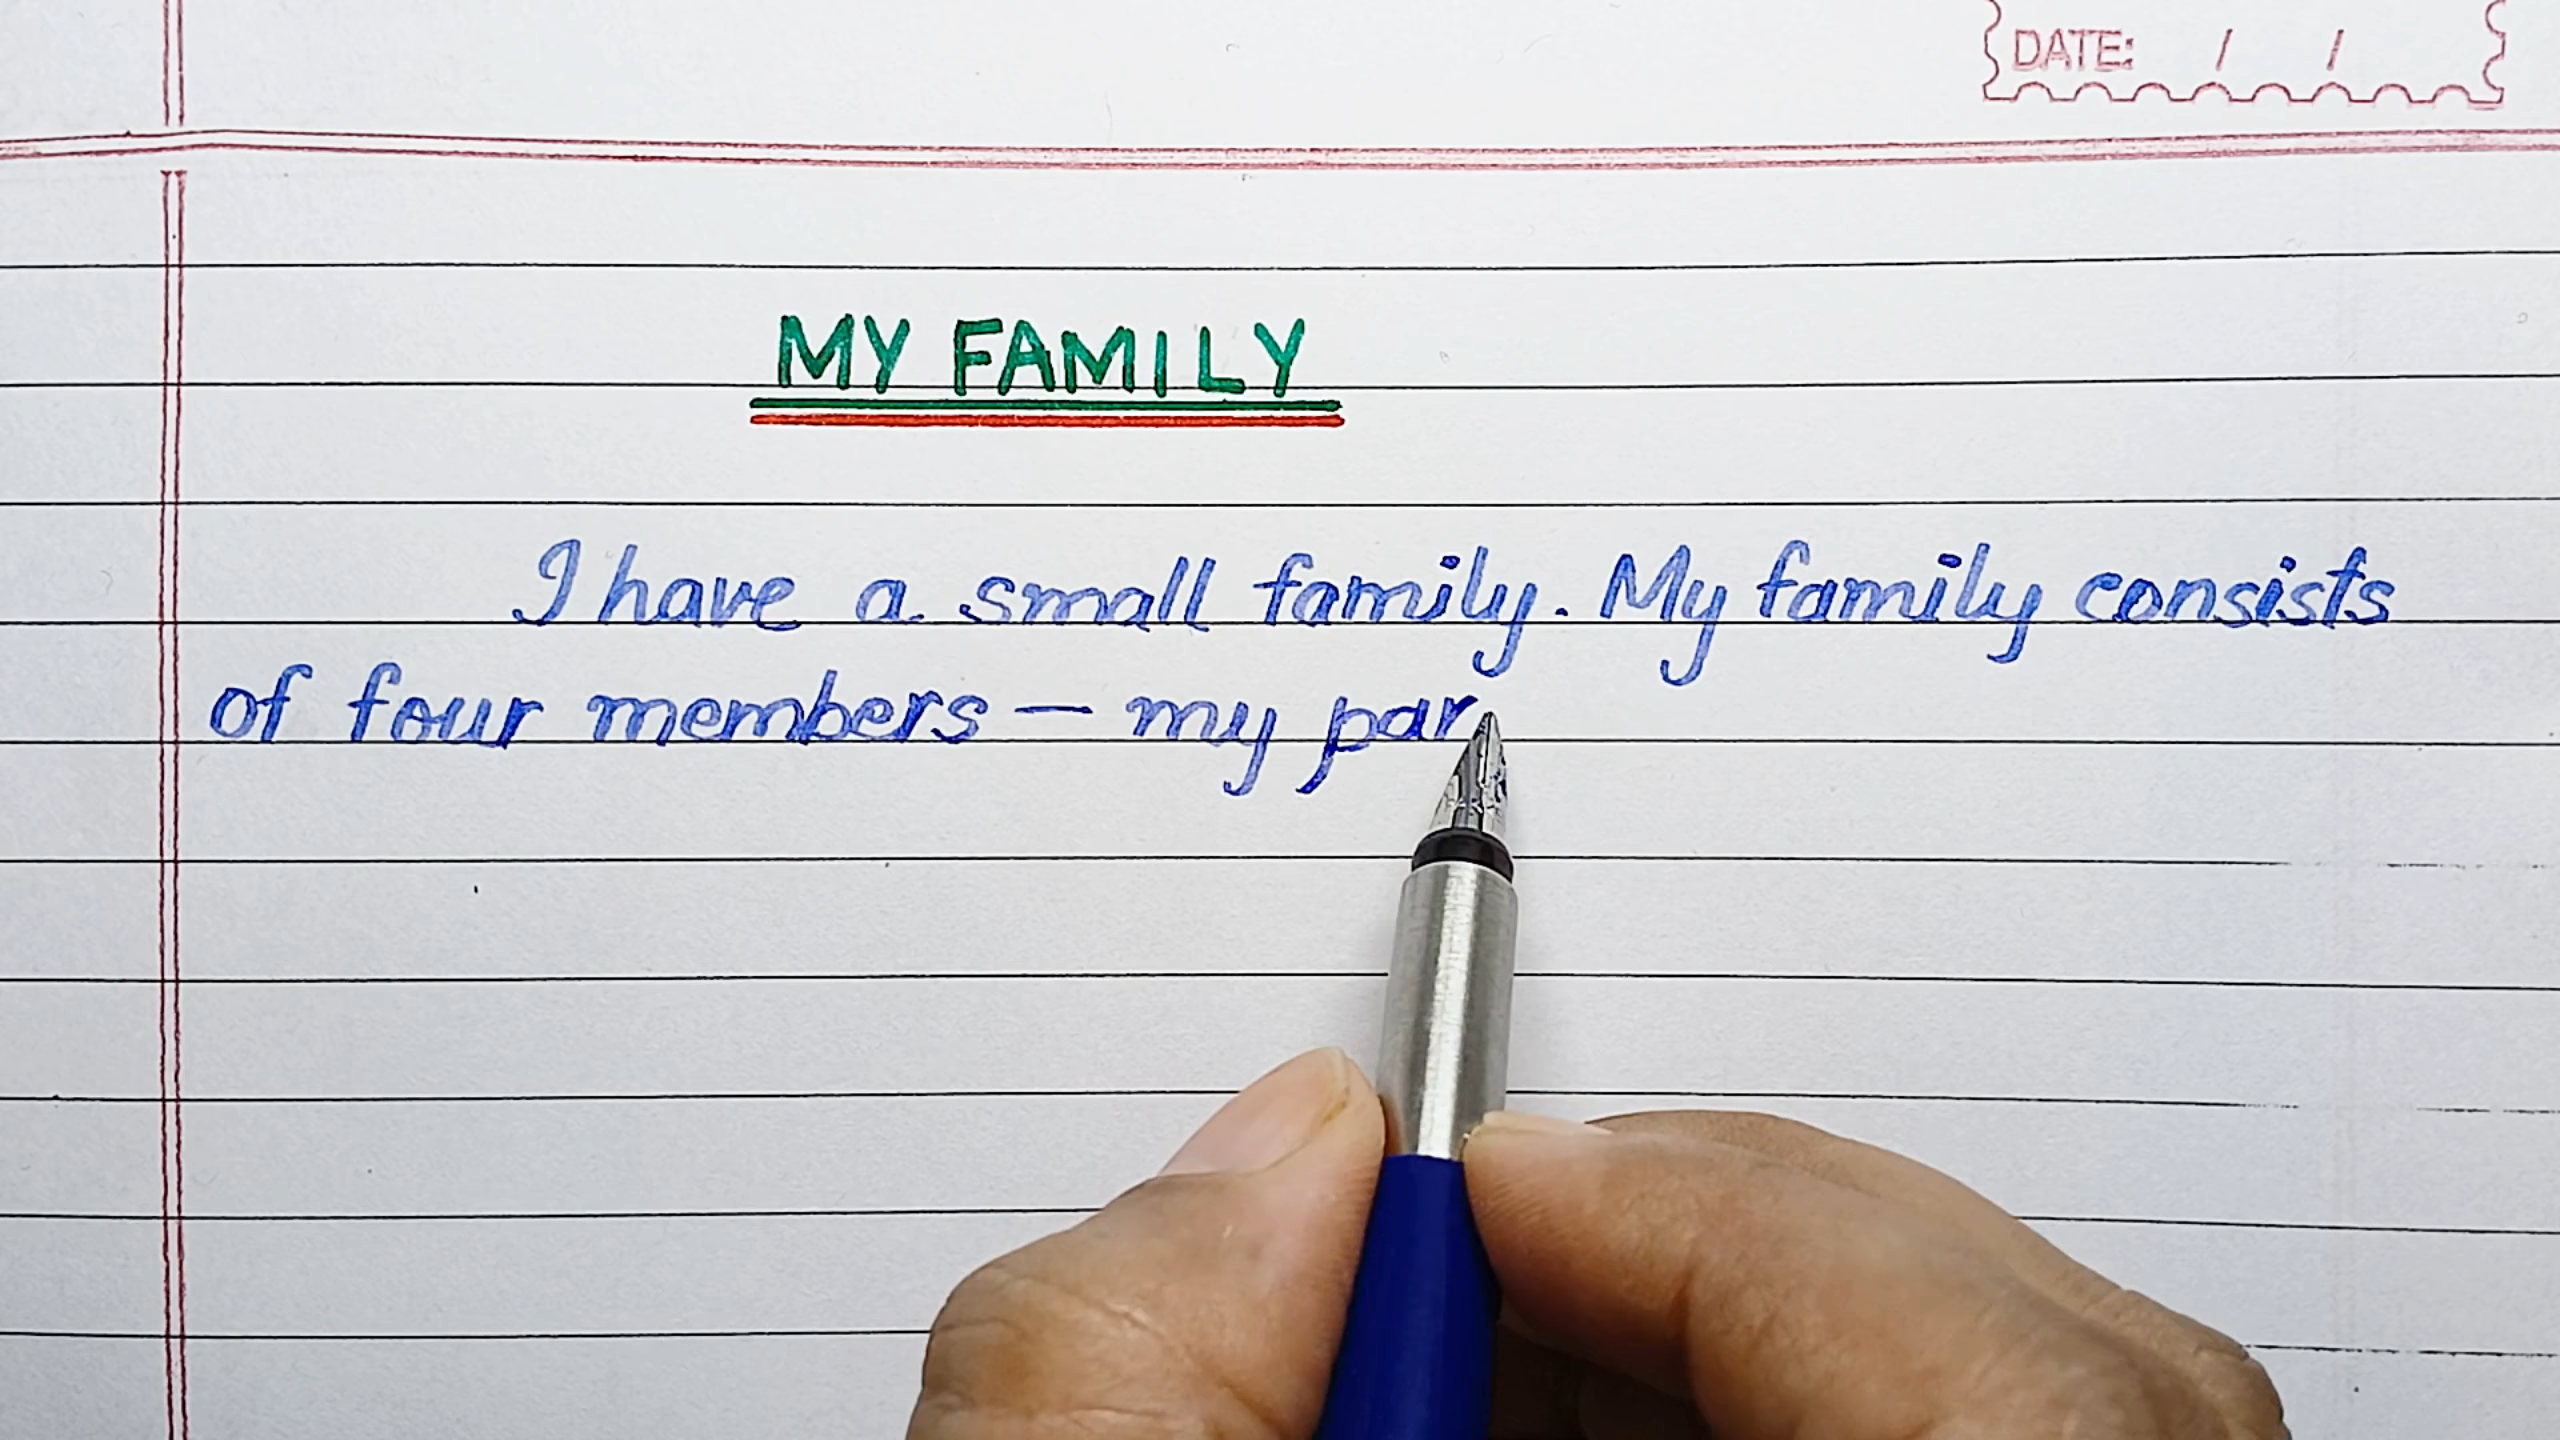 DATE: / /
MY FAMILY
I have a small family. My family consists
of four members — my par